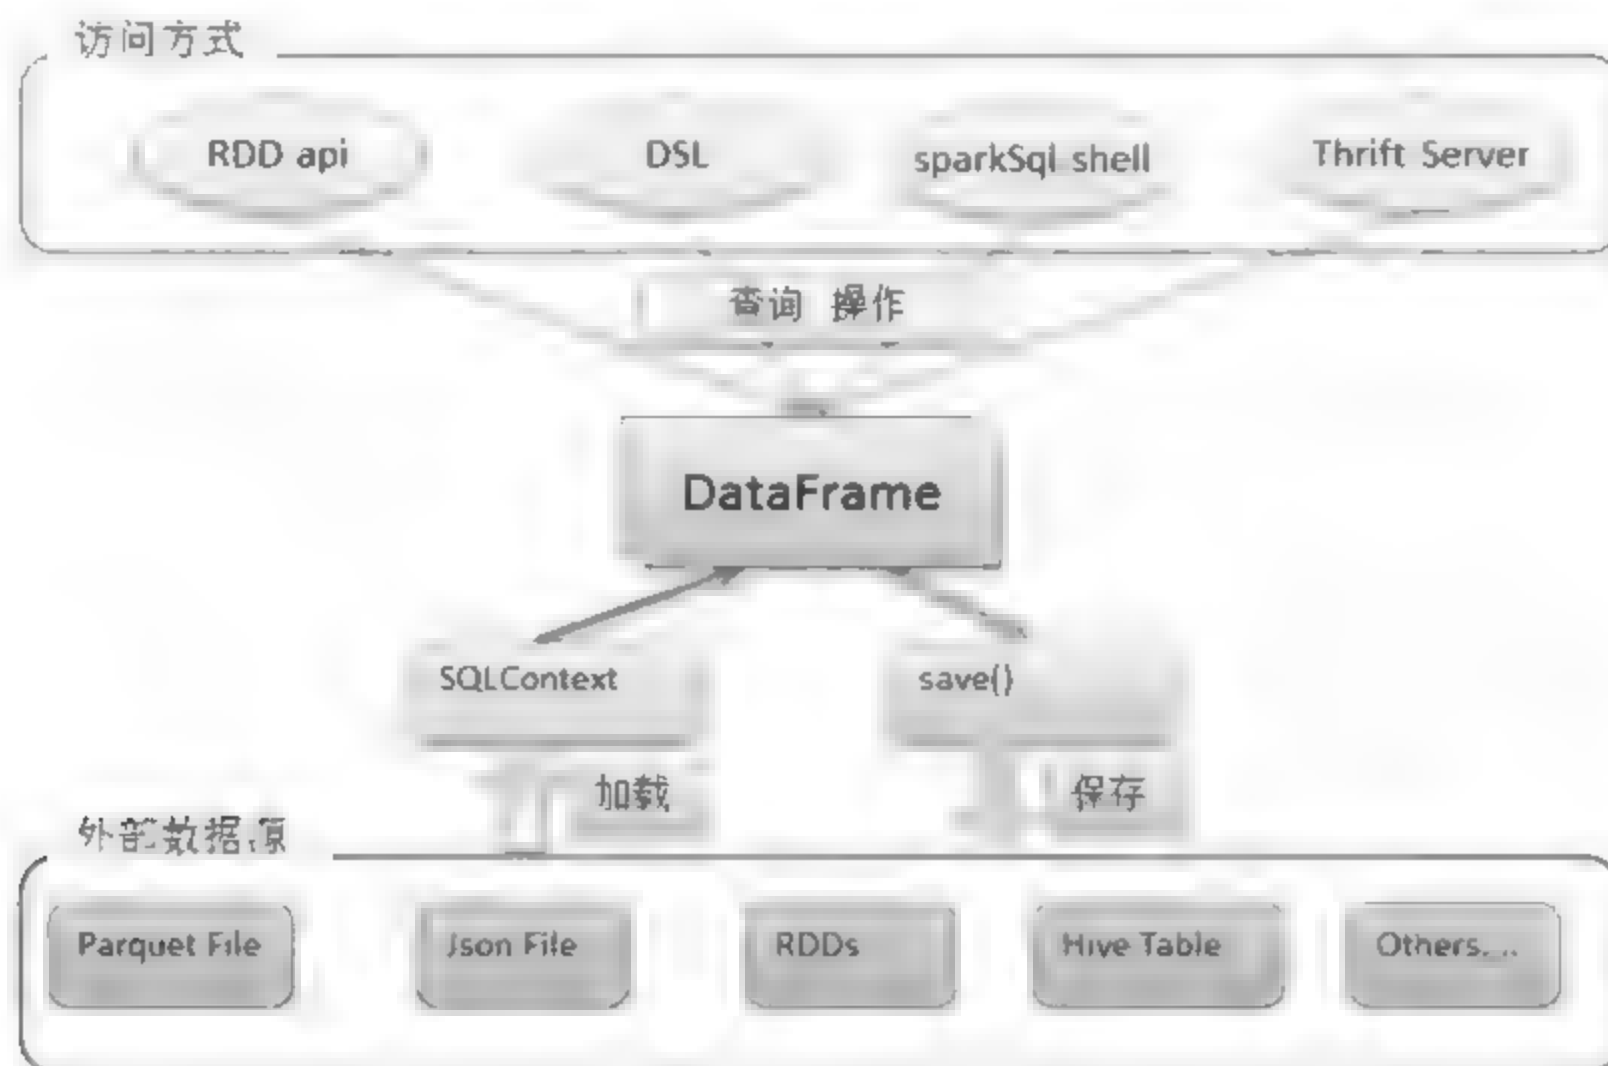 访问方式
RDD api
DSL
sparkSql shell
Thrift Server
查询 操作
DataFrame
SQLContext
save()
加载
保存
外部数据源
Parquet File
Json File
RDDs
Hive Table
Others....